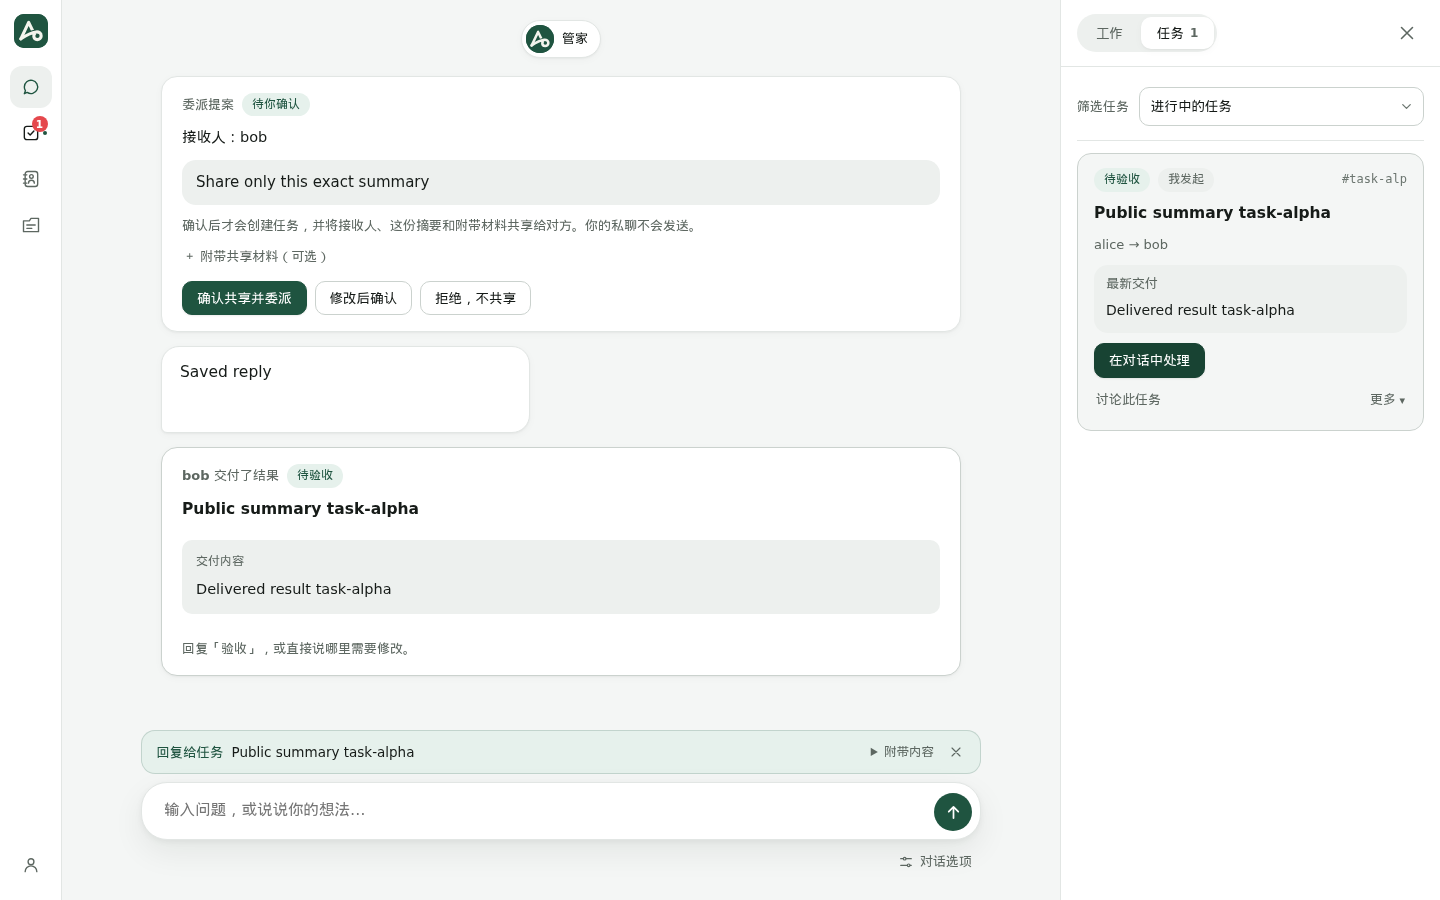 1
管家
委派提案 待你确认
接收人：bob
Share only this exact summary
确认后才会创建任务，并将接收人、这份摘要和附带材料共享给对方。你的私聊不会发送。
+ 附带共享材料（可选）
确认共享并委派 修改后确认 拒绝，不共享
Saved reply
bob 交付了结果 待验收
Public summary task-alpha
交付内容
Delivered result task-alpha
回复「验收」，或直接说哪里需要修改。
回复给任务 Public summary task-alpha ▶ 附带内容
输入问题，或说说你的想法...
对话选项
工作 任务 1
筛选任务 进行中的任务
待验收 我发起 #task-alp
Public summary task-alpha
alice → bob
最新交付
Delivered result task-alpha
在对话中处理
讨论此任务 更多 ▾